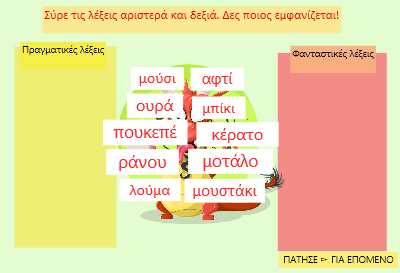 Σύρε τις λέξεις αριστερά και δεξιά. Δες ποιος εμφανίζεται!
Πραγματικές λέξεις
Φανταστικές λέξεις
μούσι
αφτί
ουρά
μπίκι
πουκεπέ
κέρατο
ράνου
μοτάλο
λούμα
μουστάκι
ΠΑΤΗΣΕ ▻ ΓΙΑ ΕΠΟΜΕΝΟ